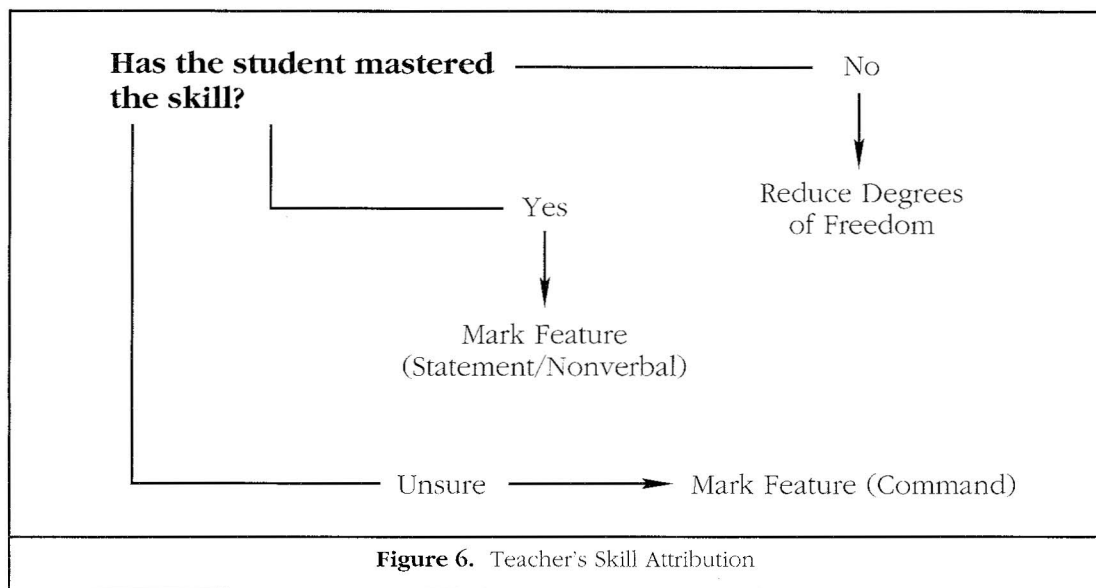 Has the student mastered
the skill?
No
Reduce Degrees
of Freedom
Yes
Mark Feature
(Statement/Nonverbal)
Unsure
Mark Feature (Command)
Figure 6. Teacher's Skill Attribution